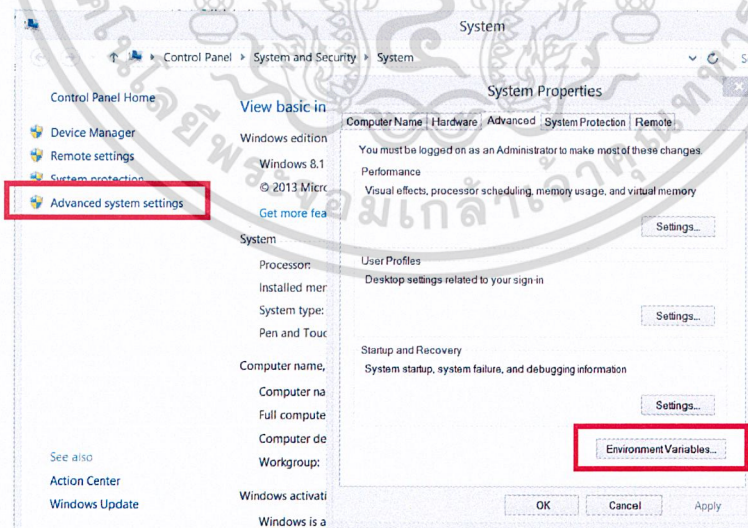 System
Control Panel › System and Security › System
Control Panel Home
Device Manager
Remote settings
System protection
Advanced system settings
See also
Action Center
Windows Update
View basic in
Windows edition
Windows 8.1
© 2013 Micro
Get more fea
System
Processor:
Installed mer
System type:
Pen and Touc
Computer name,
Computer na
Full compute
Computer de
Workgroup:
Windows activati
Windows is a
System Properties
Computer Name Hardware Advanced System Protection Remote
You must be logged on as an Administrator to make most of these changes.
Performance
Visual effects, processor scheduling, memory usage, and virtual memory
Settings...
User Profiles
Desktop settings related to your sign-in
Settings...
Startup and Recovery
System startup, system failure, and debugging information
Settings...
Environment Variables...
OK Cancel Apply